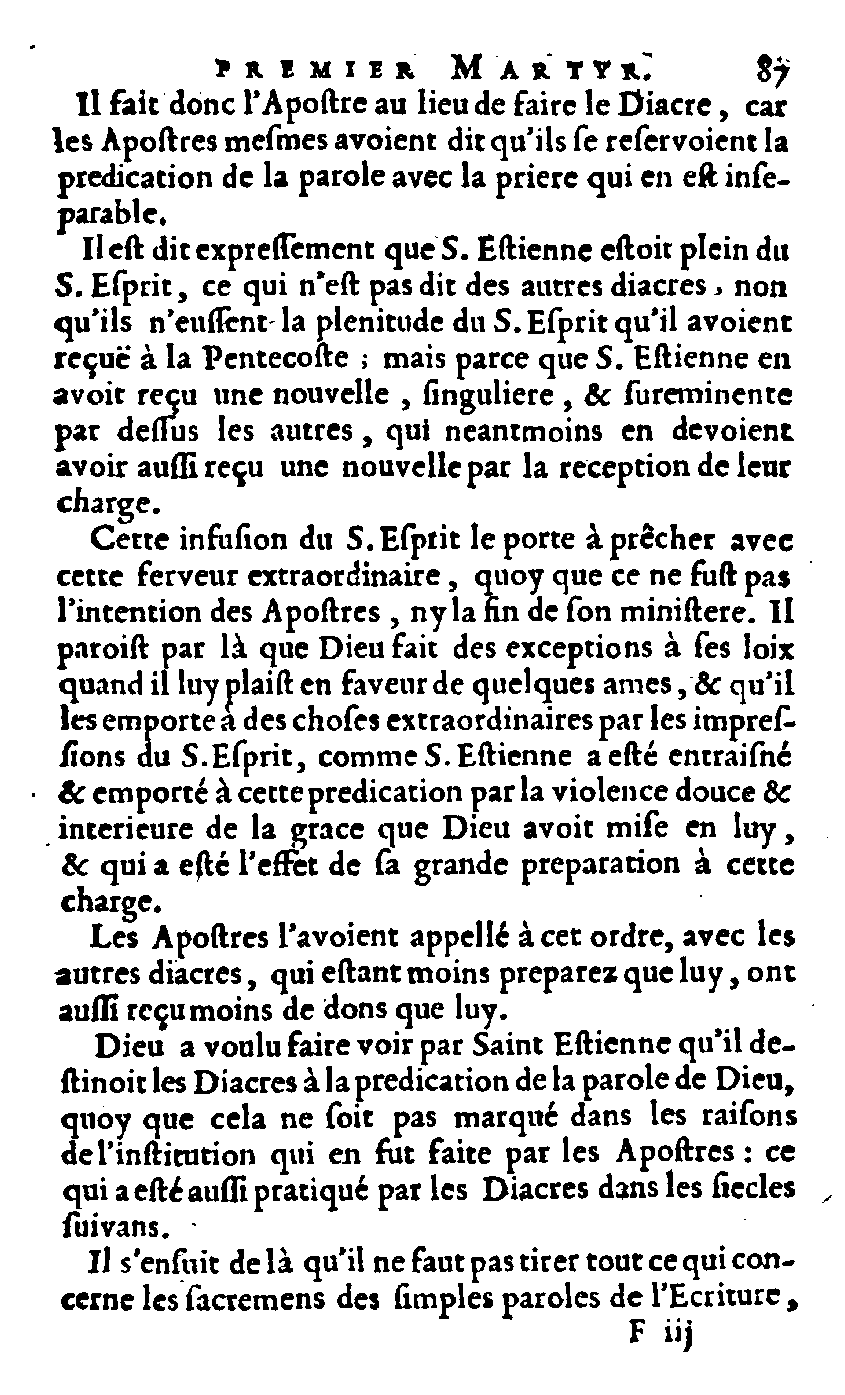 PREMIER MARTYR. 87
Il fait donc l'Apoſtre au lieu de faire le Diacre, car
les Apoſtres meſmes avoient dit qu'ils ſe reſervoient la
predication de la parole avec la priere qui en eſt inſe-
parable.
Il eſt dit expreſſement que S. Eſtienne eſtoit plein du
S. Eſprit, ce qui n'eſt pas dit des autres diacres, non
qu'ils n'euſſent la plenitude du S. Eſprit qu'il avoient
reçuë à la Pentecoſte ; mais parce que S. Eſtienne en
avoit reçu une nouvelle, ſinguliere, & ſureminente
par deſſus les autres, qui neantmoins en devoient
avoir auſſi reçu une nouvelle par la reception de leur
charge.
Cette infuſion du S. Eſprit le porte à prêcher avec
cette ferveur extraordinaire, quoy que ce ne fuſt pas
l'intention des Apoſtres, ny la fin de ſon miniſtere. Il
paroiſt par là que Dieu fait des exceptions à ſes loix
quand il luy plaiſt en faveur de quelques ames, & qu'il
les emporte à des choſes extraordinaires par les impreſ-
ſions du S. Eſprit, comme S. Eſtienne a eſté entraiſné
& emporté à cette predication par la violence douce &
interieure de la grace que Dieu avoit miſe en luy,
& qui a eſté l'effet de ſa grande preparation à cette
charge.
Les Apoſtres l'avoient appellé à cet ordre, avec les
autres diacres, qui eſtant moins preparez que luy, ont
auſſi reçu moins de dons que luy.
Dieu a voulu faire voir par Saint Eſtienne qu'il de-
ſtinoit les Diacres à la predication de la parole de Dieu,
quoy que cela ne ſoit pas marqué dans les raiſons
de l'inſtitution qui en fut faite par les Apoſtres : ce
qui a eſté auſſi pratiqué par les Diacres dans les ſiecles
ſuivans.
Il s'enſuit de là qu'il ne faut pas tirer tout ce qui con-
cerne les ſacremens des ſimples paroles de l'Ecriture,
F iij